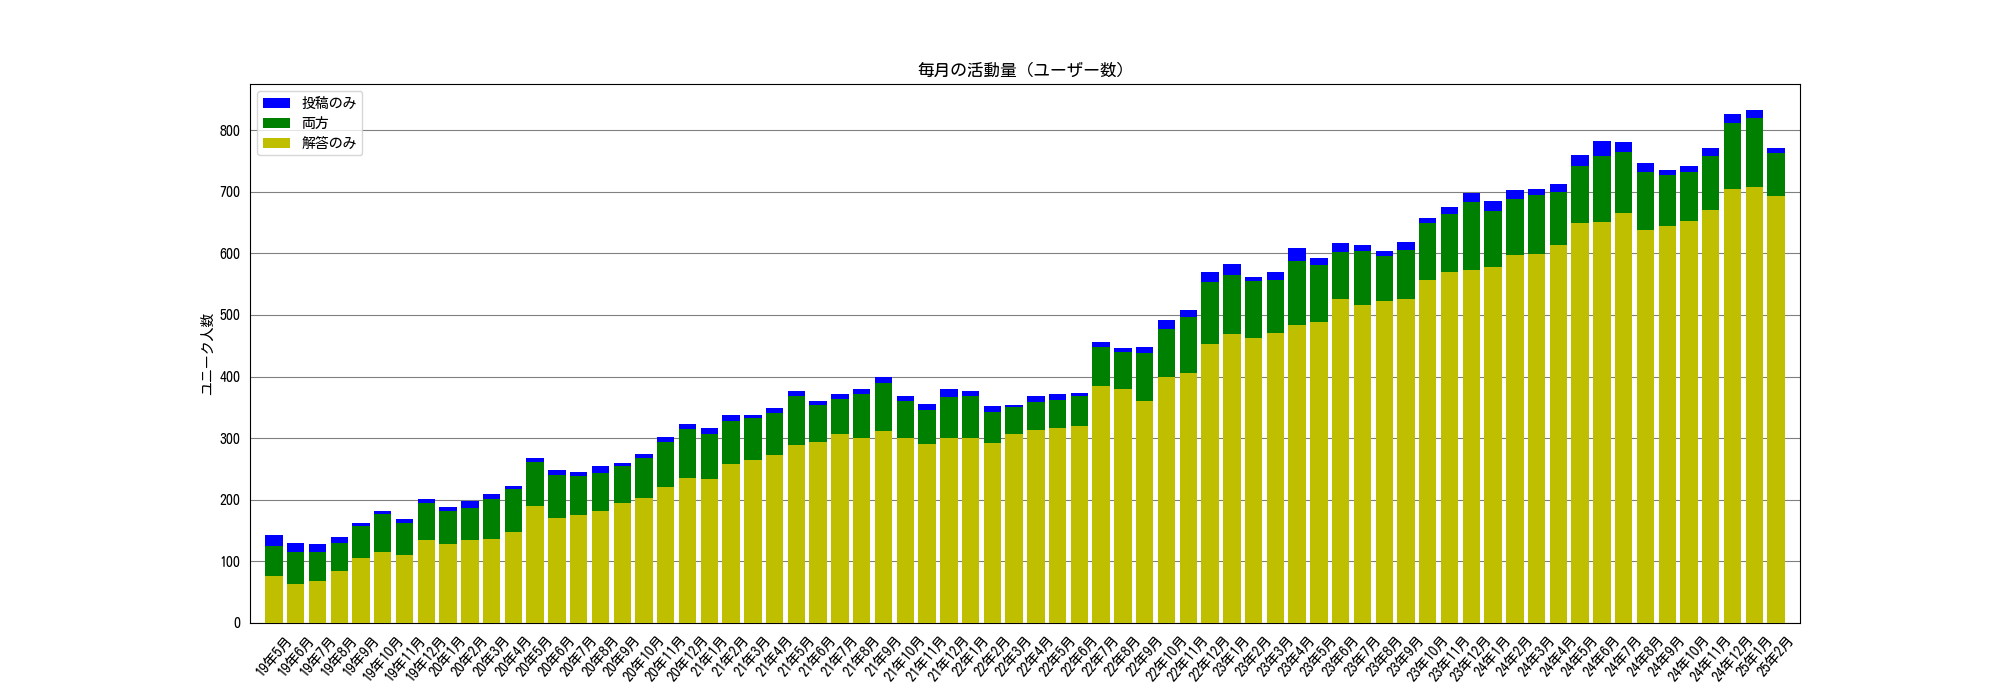 毎月の活動量（ユーザー数）
投稿のみ
両方
解答のみ
ユニーク人数
800
700
600
500
400
300
200
100
0
19年5月
19年6月
19年7月
19年8月
19年9月
19年10月
19年11月
19年12月
20年1月
20年2月
20年3月
20年4月
20年5月
20年6月
20年7月
20年8月
20年9月
20年10月
20年11月
20年12月
21年1月
21年2月
21年3月
21年4月
21年5月
21年6月
21年7月
21年8月
21年9月
21年10月
21年11月
21年12月
22年1月
22年2月
22年3月
22年4月
22年5月
22年6月
22年7月
22年8月
22年9月
22年10月
22年11月
22年12月
23年1月
23年2月
23年3月
23年4月
23年5月
23年6月
23年7月
23年8月
23年9月
23年10月
23年11月
23年12月
24年1月
24年2月
24年3月
24年4月
24年5月
24年6月
24年7月
24年8月
24年9月
24年10月
24年11月
24年12月
25年1月
25年2月